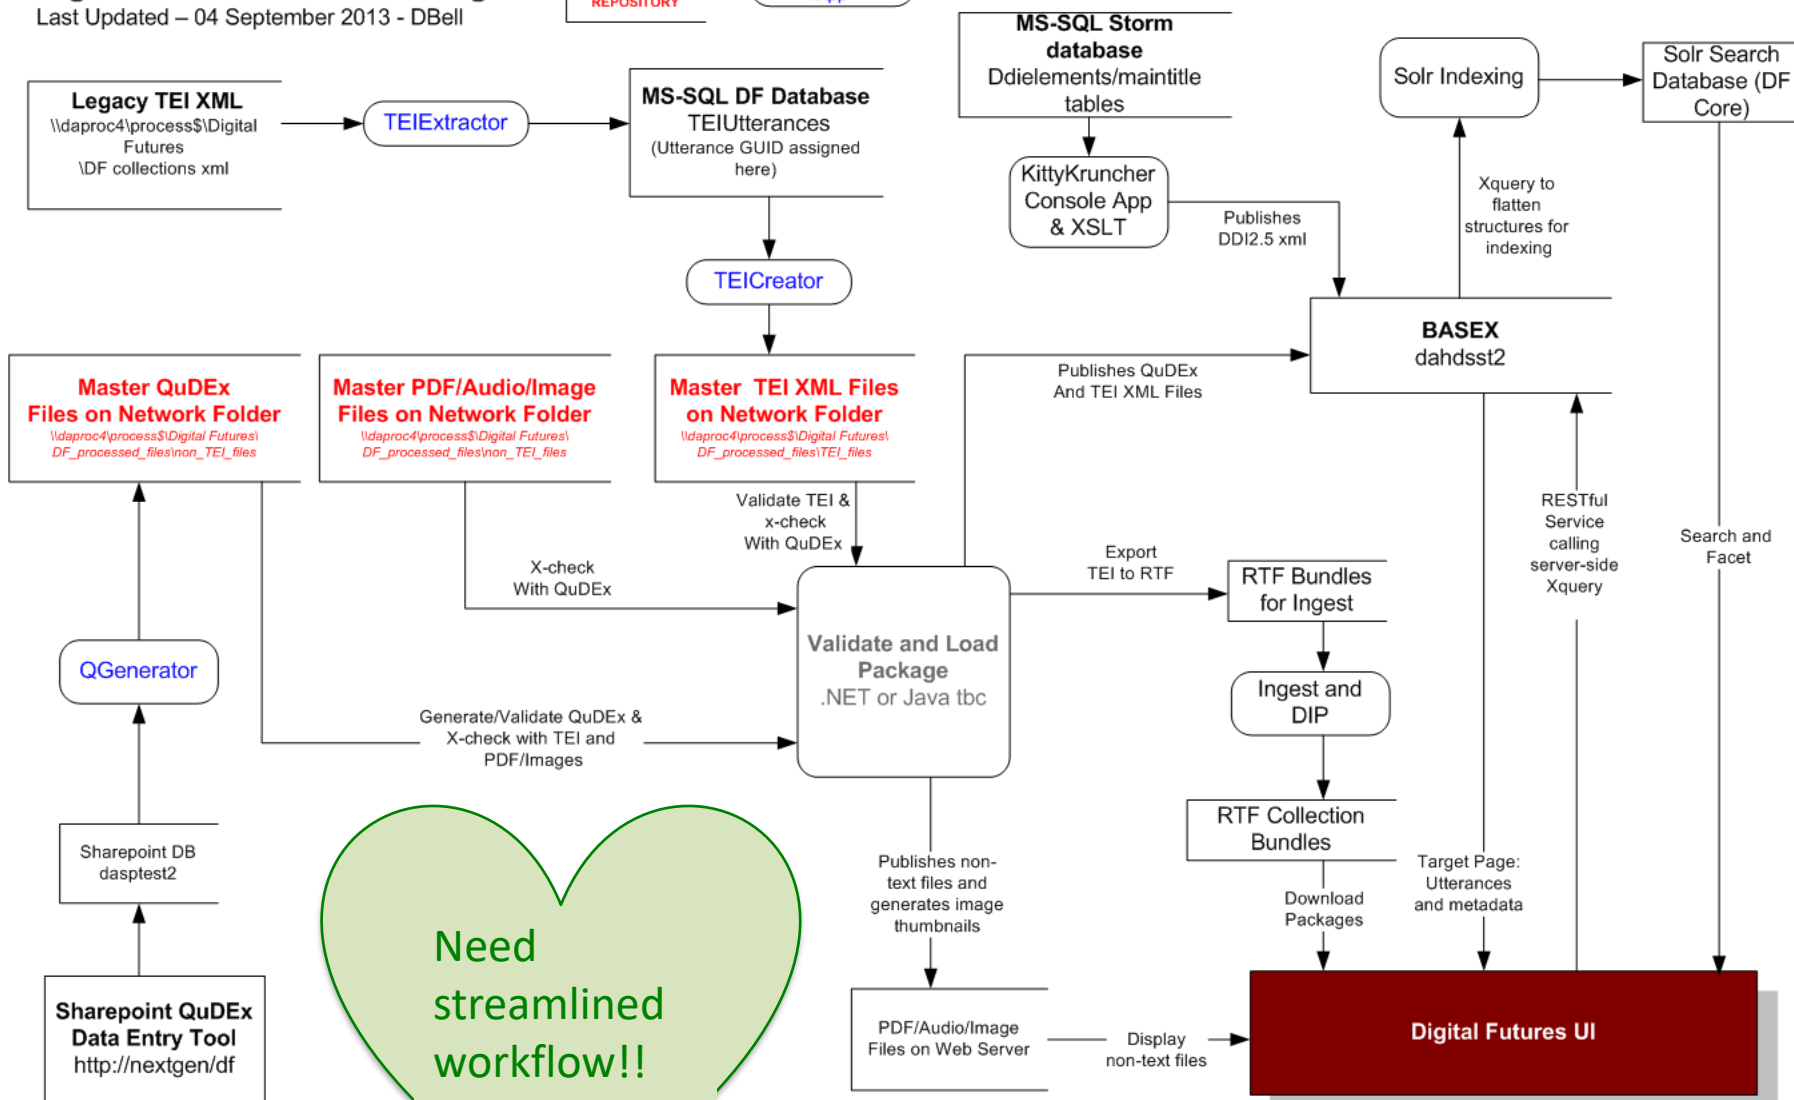 Last Updated – 04 September 2013 - DBell
REPOSITORY
MS-SQL Storm
database
Ddielements/maintitle
tables
Solr Indexing
Solr Search
Database (DF
Core)
Legacy TEI XML
\\daproc4\process$\Digital
Futures
\DF collections xml
TEIExtractor
MS-SQL DF Database
TEIUtterances
(Utterance GUID assigned
here)
KittyKruncher
Console App
& XSLT
Publishes
DDI2.5 xml
Xquery to
flatten
structures for
indexing
TEICreator
BASEX
dahdsst2
Master QuDEx
Files on Network Folder
\\daproc4\process$\Digital Futures\
DF_processed_files\non_TEI_files
Master PDF/Audio/Image
Files on Network Folder
\\daproc4\process$\Digital Futures\
DF_processed_files\non_TEI_files
Master  TEI XML Files
on Network Folder
\\daproc4\process$\Digital Futures\
DF_processed_files\TEI_files
Publishes QuDEx
And TEI XML Files
Validate TEI &
x-check
With QuDEx
X-check
With QuDEx
Export
TEI to RTF
RTF Bundles
for Ingest
RESTful
Service
calling
server-side
Xquery
Search and
Facet
QGenerator
Validate and Load
Package
.NET or Java tbc
Ingest and
DIP
Generate/Validate QuDEx &
X-check with TEI and
PDF/Images
RTF Collection
Bundles
Sharepoint DB
dasptest2
Publishes non-
text files and
generates image
thumbnails
Download
Packages
Target Page:
Utterances
and metadata
Need
streamlined
workflow!!
Sharepoint QuDEx
Data Entry Tool
http://nextgen/df
PDF/Audio/Image
Files on Web Server
Display
non-text files
Digital Futures UI